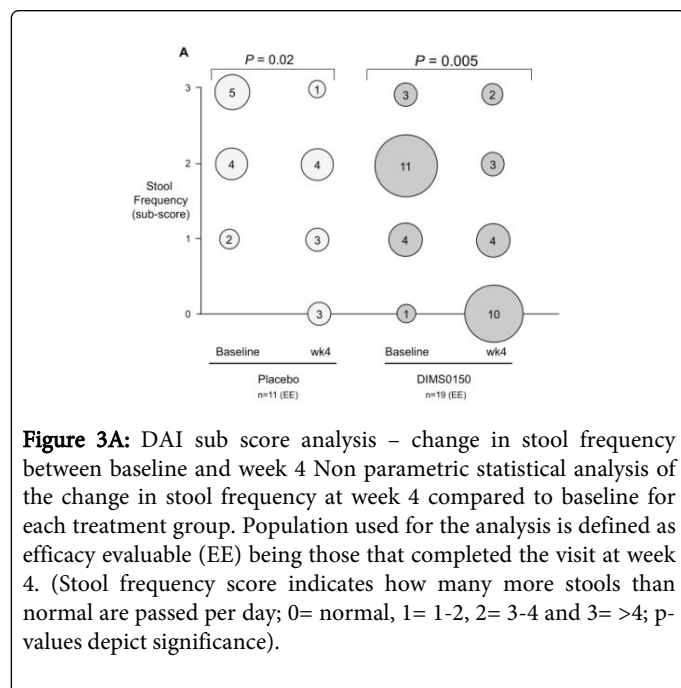 A
P = 0.02
P = 0.005
3
5
1
3
2
2
4
4
11
3
Stool
Frequency
(sub-score)
1
2
3
4
4
0
3
1
10
Baseline
wk4
Baseline
wk4
Placebo
DIMS0150
n=11 (EE)
n=19 (EE)
Figure 3A: DAI sub score analysis – change in stool frequency
between baseline and week 4 Non parametric statistical analysis of
the change in stool frequency at week 4 compared to baseline for
each treatment group. Population used for the analysis is defined as
efficacy evaluable (EE) being those that completed the visit at week
4. (Stool frequency score indicates how many more stools than
normal are passed per day; 0= normal, 1= 1-2, 2= 3-4 and 3= >4; p-
values depict significance).